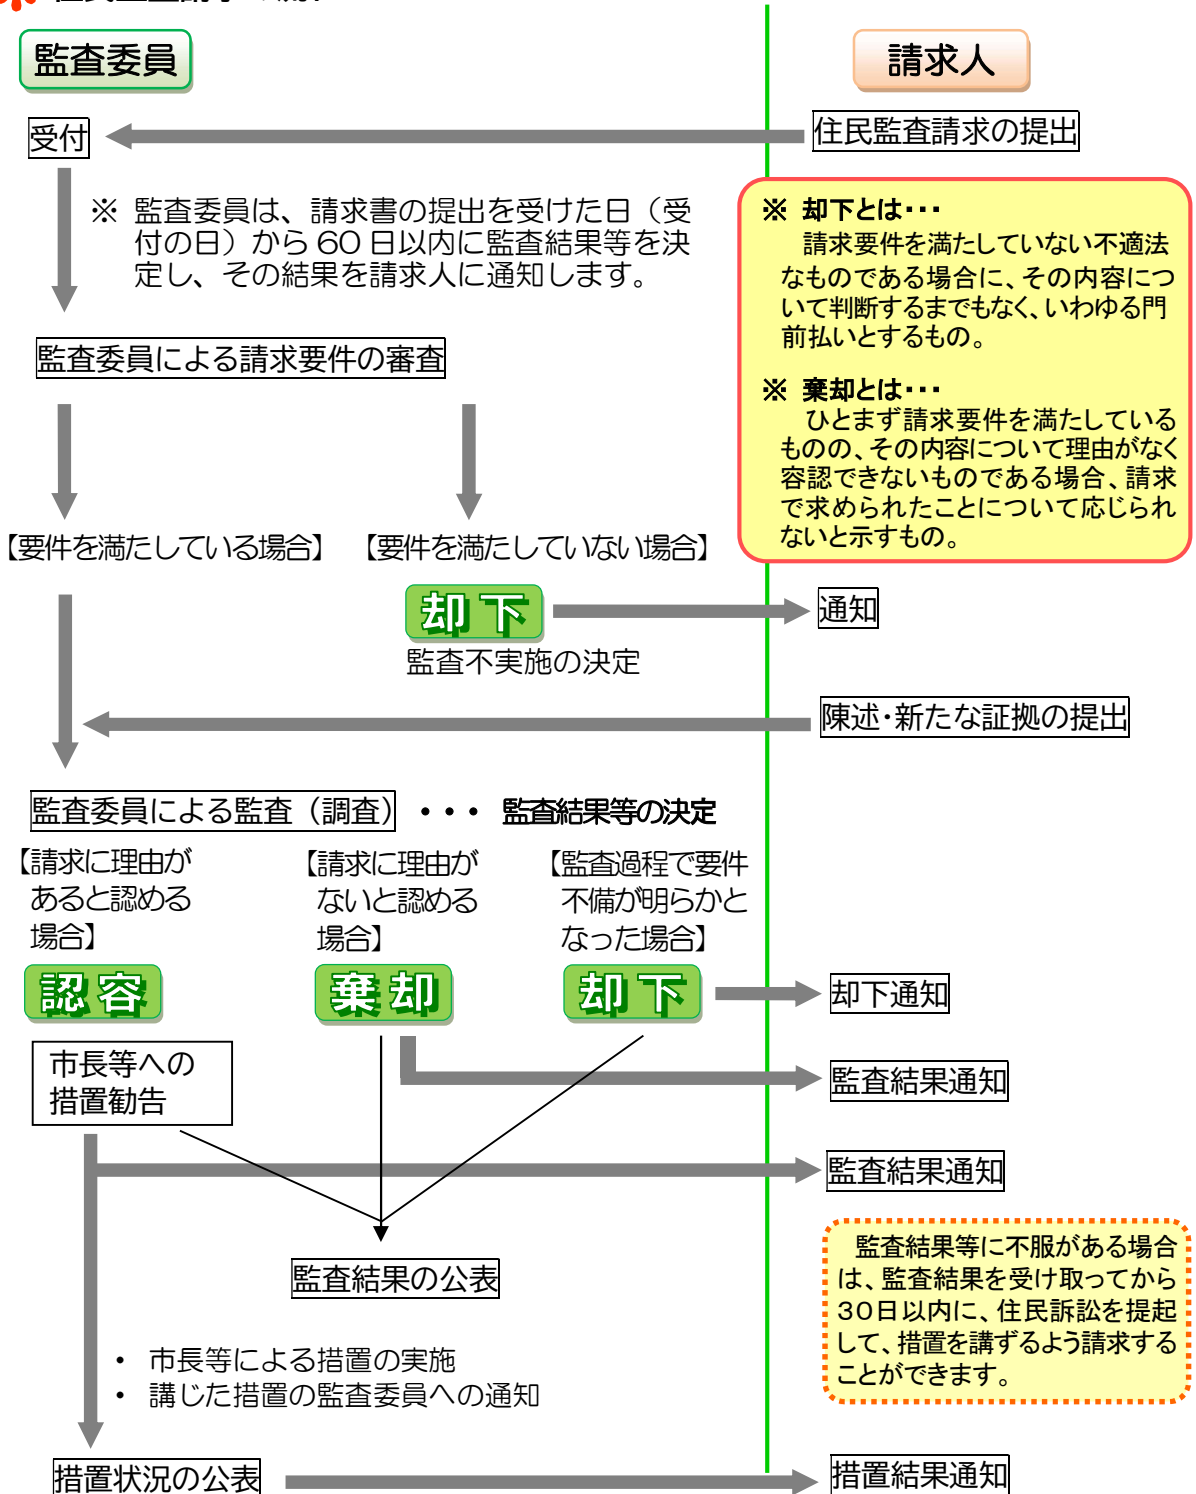 監査委員
請求人
受付
住民監査請求の提出
※ 監査委員は、請求書の提出を受けた日（受
付の日）から 60 日以内に監査結果等を決
定し、その結果を請求人に通知します。
※ 却下とは・・・
請求要件を満たしていない不適法
なものである場合に、その内容につ
いて判断するまでもなく、いわゆる門
前払いとするもの。
※ 棄却とは・・・
ひとまず請求要件を満たしている
ものの、その内容について理由がなく
容認できないものである場合、請求
で求められたことについて応じられ
ないと示すもの。
監査委員による請求要件の審査
【要件を満たしている場合】
【要件を満たしていない場合】
却下
通知
監査不実施の決定
陳述・新たな証拠の提出
監査委員による監査（調査） ・・・ 監査結果等の決定
【請求に理由が
あると認める
場合】
【請求に理由が
ないと認める
場合】
【監査過程で要件
不備が明らかと
なった場合】
認容
棄却
却下
却下通知
市長等への
措置勧告
監査結果通知
監査結果通知
監査結果の公表
監査結果等に不服がある場合
は、監査結果を受け取ってから
３０日以内に、住民訴訟を提起
して、措置を講ずるよう請求する
ことができます。
・ 市長等による措置の実施
・ 講じた措置の監査委員への通知
措置状況の公表
措置結果通知